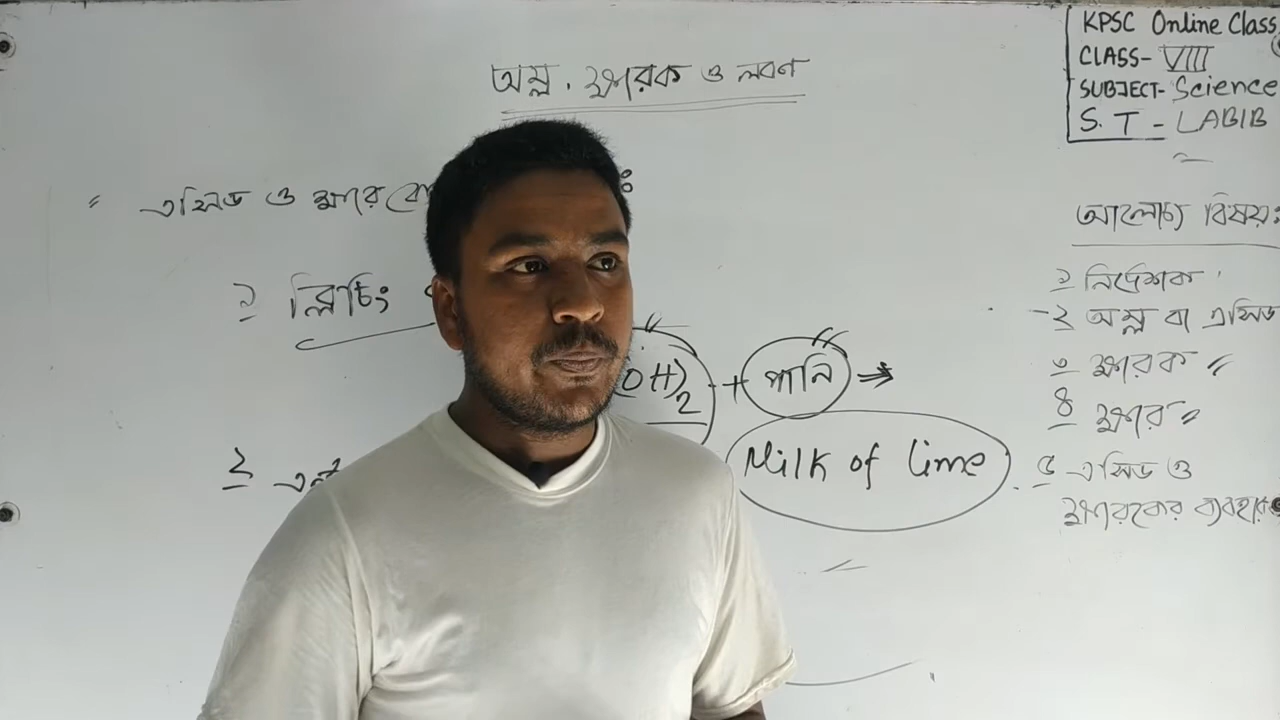 KPSC Online Class
CLASS- VIII
SUBJECT- Science
S. T - LABIB
অম্ল . ক্ষারক ও লবণ
" এসিড ও ক্ষারে :
১ ব্লিচিং
OH)2 + পানি ⇒
Milk of lime
২
আলোচ্য বিষয়:
১ নির্দেশক
-২ অম্ল বা এসিড
৩ ক্ষারক "
৪ ক্ষার "
৫ এসিড ও
ক্ষারকের ব্যবহার